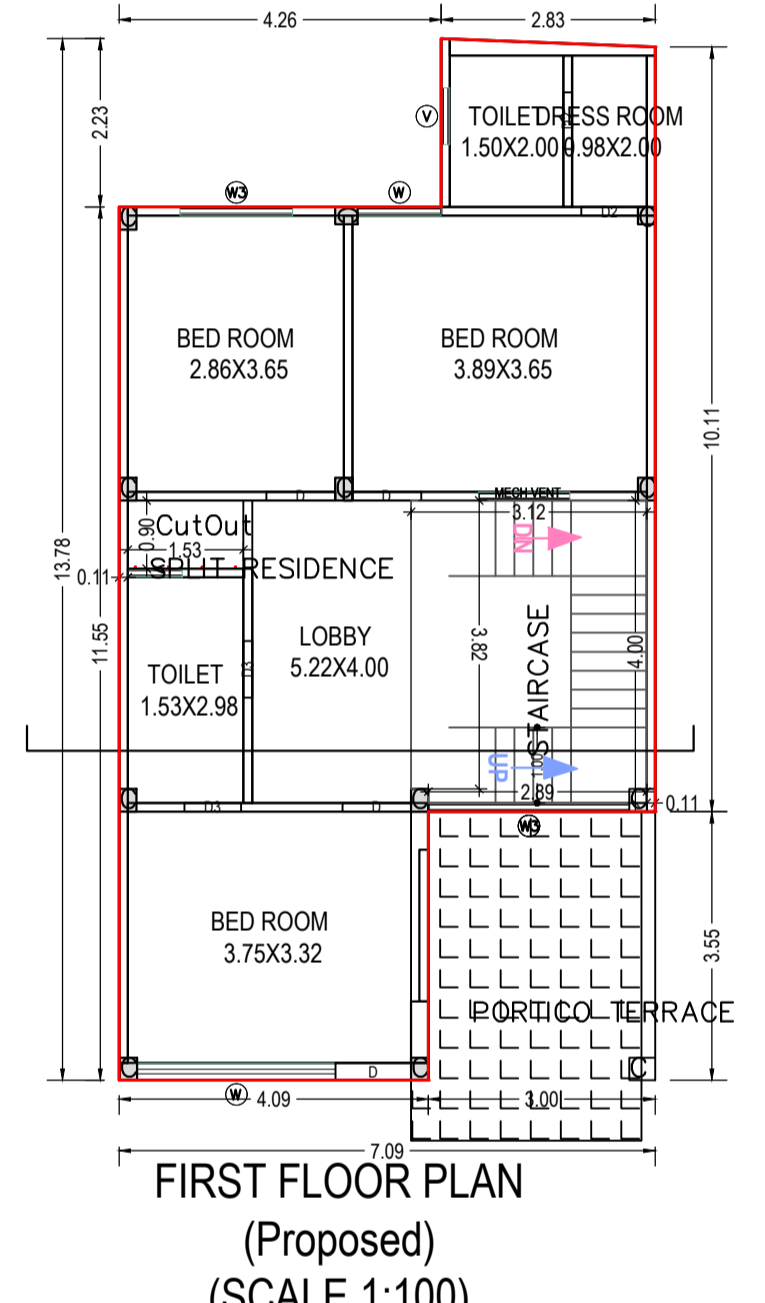 4.26
2.83
2.23
V
TOILET
DRESS ROOM
1.50X2.00
0.98X2.00
W3
W
D2
BED ROOM
2.86X3.65
BED ROOM
3.89X3.65
10.11
C
C
C
C
C
C
D
D
MECH VENT
3.12
CutOut
0.90
1.53
DN
SPLIT RESIDENCE
0.11
13.78
11.55
LOBBY
5.22X4.00
3.82
STAIRCASE
4.00
TOILET
1.53X2.98
D3
UP
1.00
2.89
0.11
C
D3
D
C
C
W3
BED ROOM
3.75X3.32
3.55
PORTICO TERRACE
C
D
C
C
W
4.09
3.00
7.09
FIRST FLOOR PLAN
(Proposed)
(SCALE 1:100)